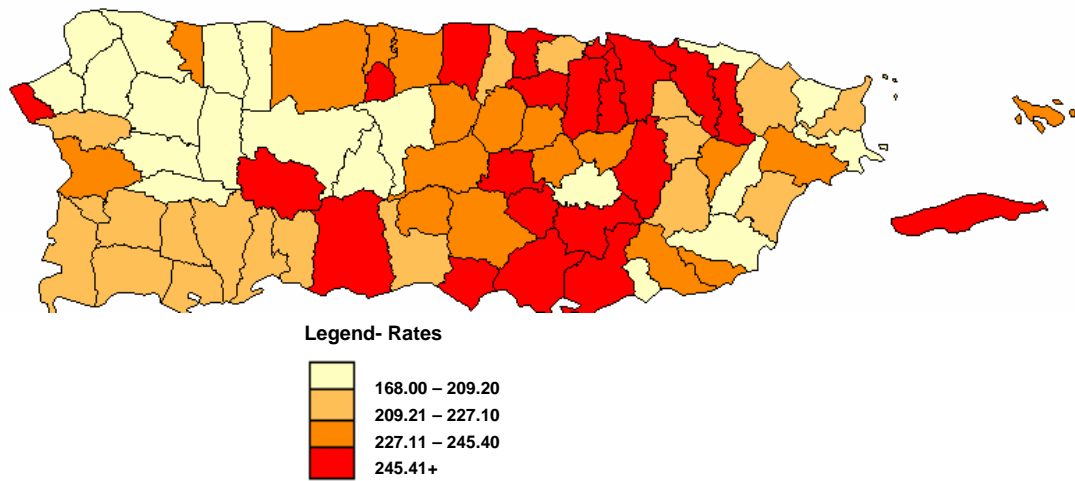 Legend- Rates
168.00 – 209.20
209.21 – 227.10
227.11 – 245.40
245.41+